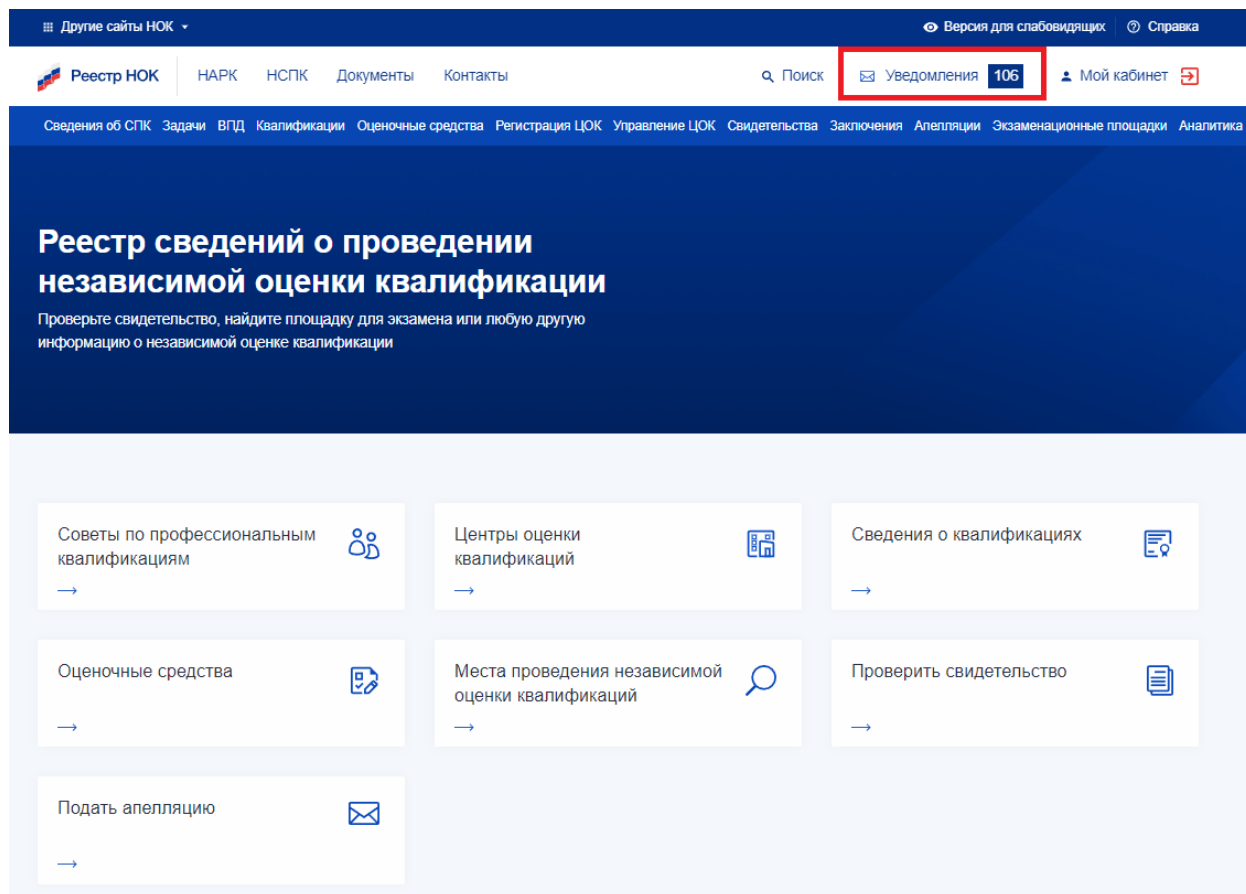 Другие сайты НОК
Версия для слабовидящих
Справка
Реестр НОК
НАРК
НСПК
Документы
Контакты
Поиск
Уведомления 106
Мой кабинет
Сведения об СПК
Задачи
ВПД
Квалификации
Оценочные средства
Регистрация ЦОК
Управление ЦОК
Свидетельства
Заключения
Апелляции
Экзаменационные площадки
Аналитика
Реестр сведений о проведении
независимой оценки квалификации
Проверьте свидетельство, найдите площадку для экзамена или любую другую
информацию о независимой оценке квалификации
Советы по профессиональным
квалификациям
Центры оценки
квалификаций
Сведения о квалификациях
Оценочные средства
Места проведения независимой
оценки квалификаций
Проверить свидетельство
Подать апелляцию